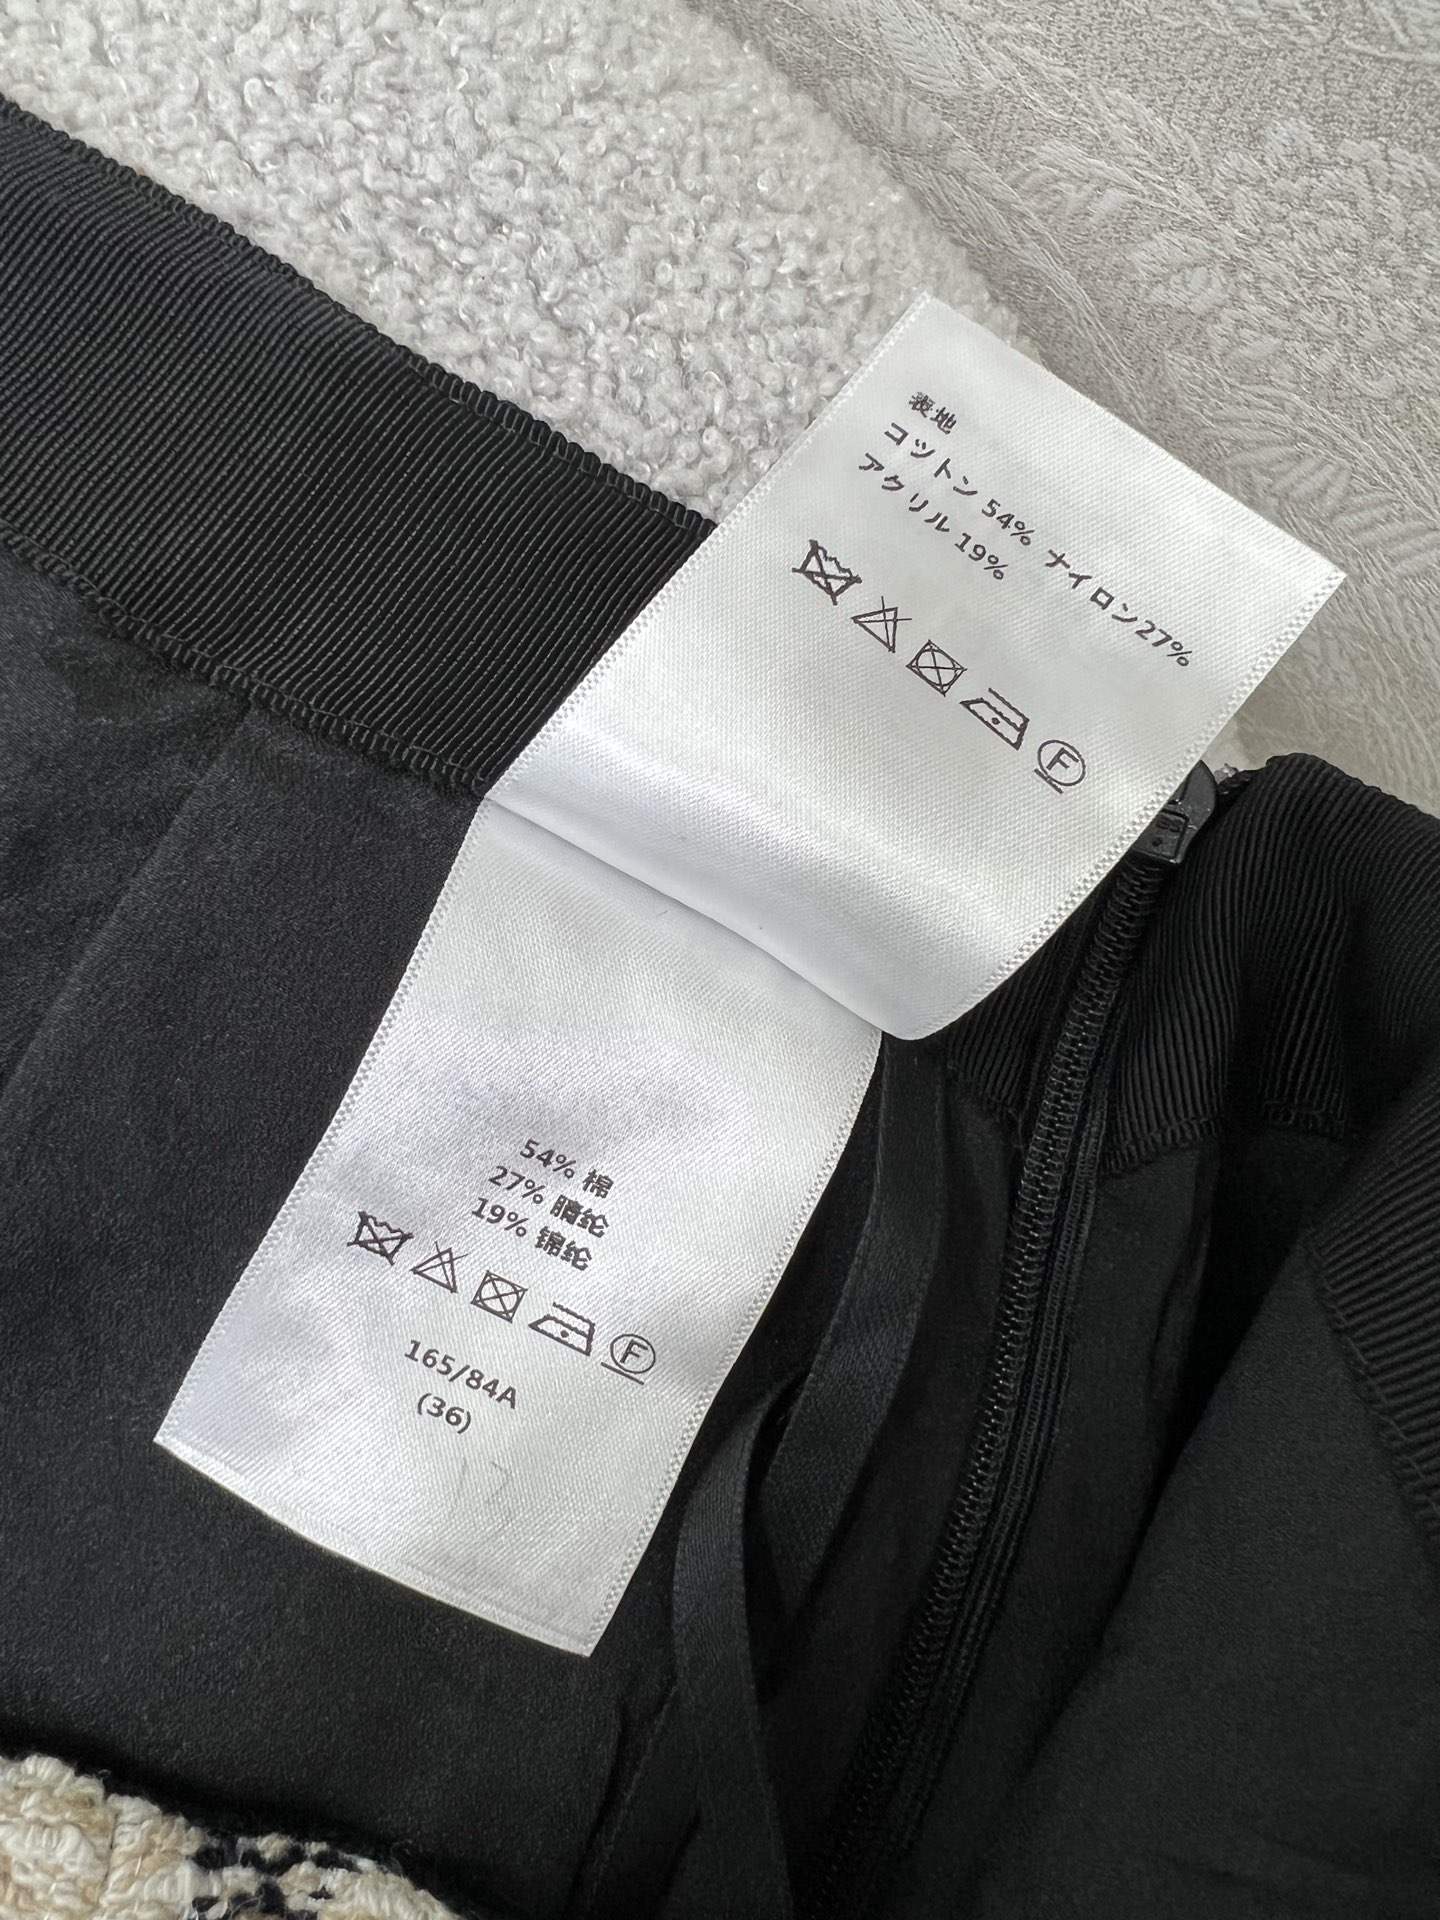 表地
コットン 54% ナイロン27%
アクリル 19%
F
54% 棉
27% 腈纶
19% 锦纶
F
165/84A
(36)